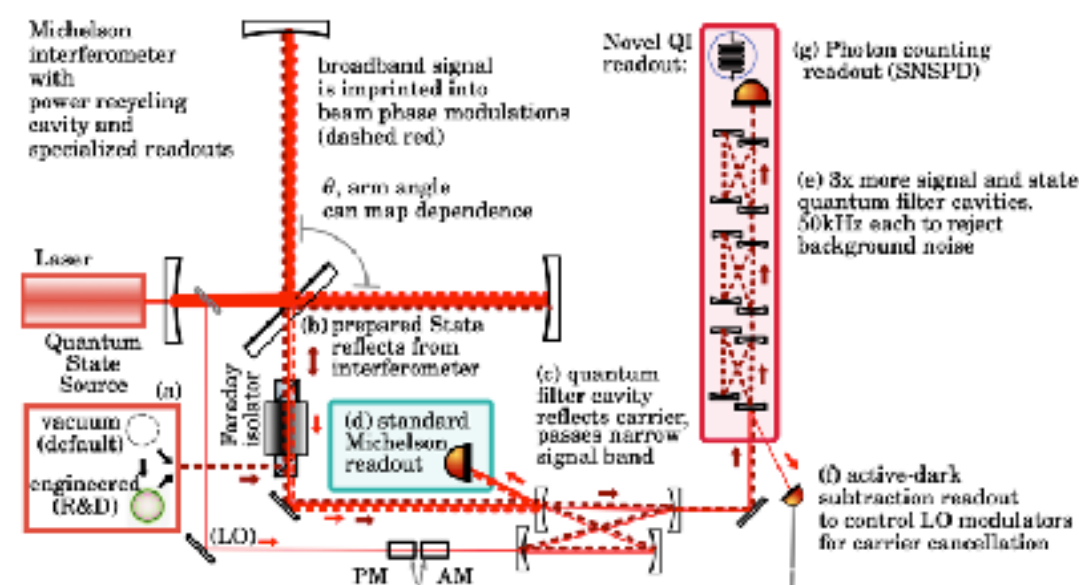 Michelson
interferometer
with
power recycling
cavity and
specialized readouts
broadband signal
is imprinted into
beam phase modulations
(dashed red)
θ, arm angle
can map dependence
Novel QI
readout:
(g) Photon counting
readout (SNSPD)
(e) 3x more signal and state
quantum filter cavities.
50kHz each to reject
background noise
Laser
Quantum
State
Source
(a)
vacuum
(default)
engineered
(R&D)
(b) prepared State
reflects from
interferometer
Faraday
isolator
(d) standard
Michelson
readout
(c) quantum
filter cavity
reflects carrier,
passes narrow
signal band
(f) active-dark
subtraction readout
to control LO modulators
for carrier cancellation
(LO)
PM AM